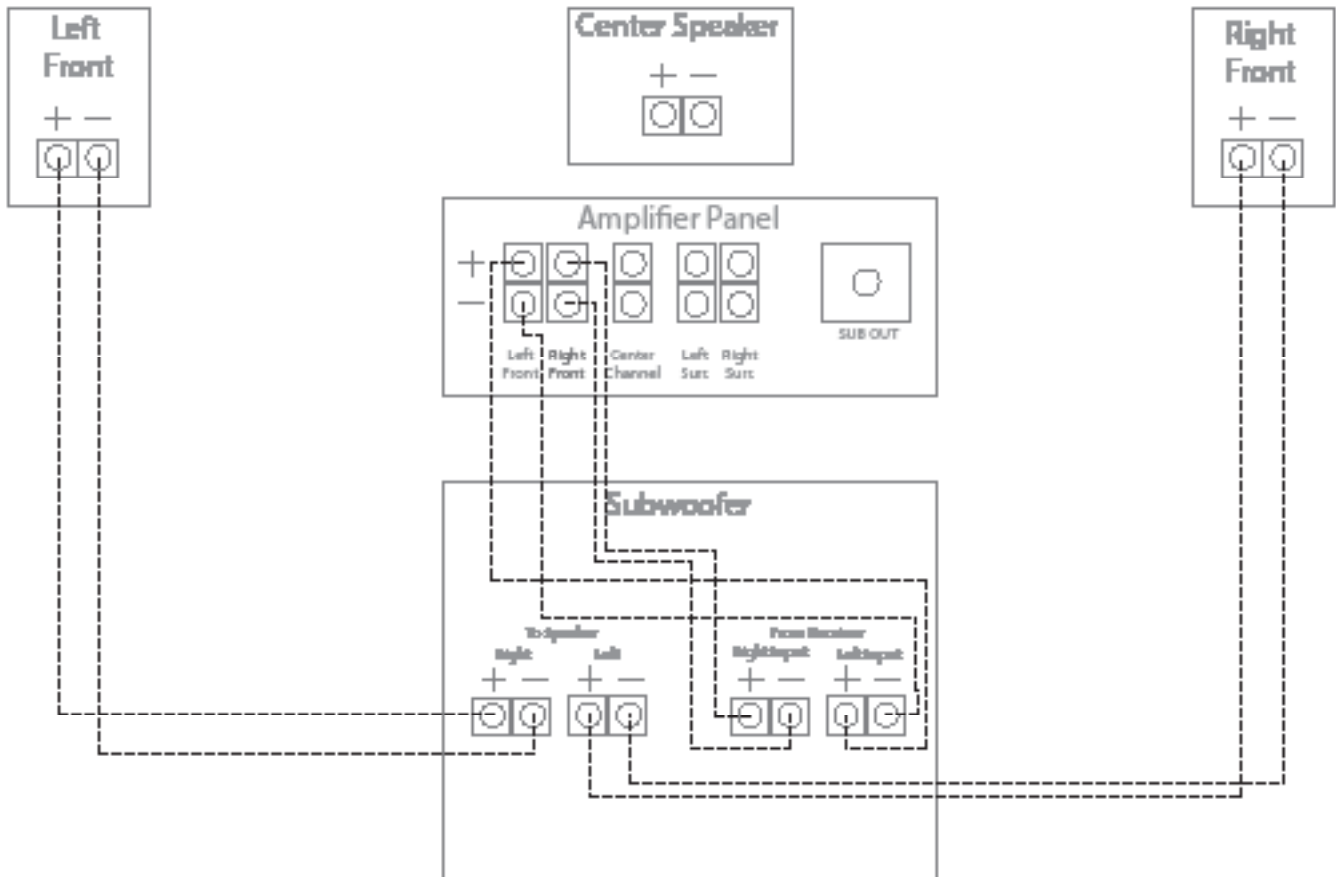 Left
Front
+ —
Center Speaker
+ —
Right
Front
+ —
Amplifier Panel
+
—
SUB OUT
Left Right Center Left Right
Front Front Channel Surr. Surr.
Subwoofer
To Speaker
From Receiver
Right Left
Right Input Left Input
+ — + — + — + —